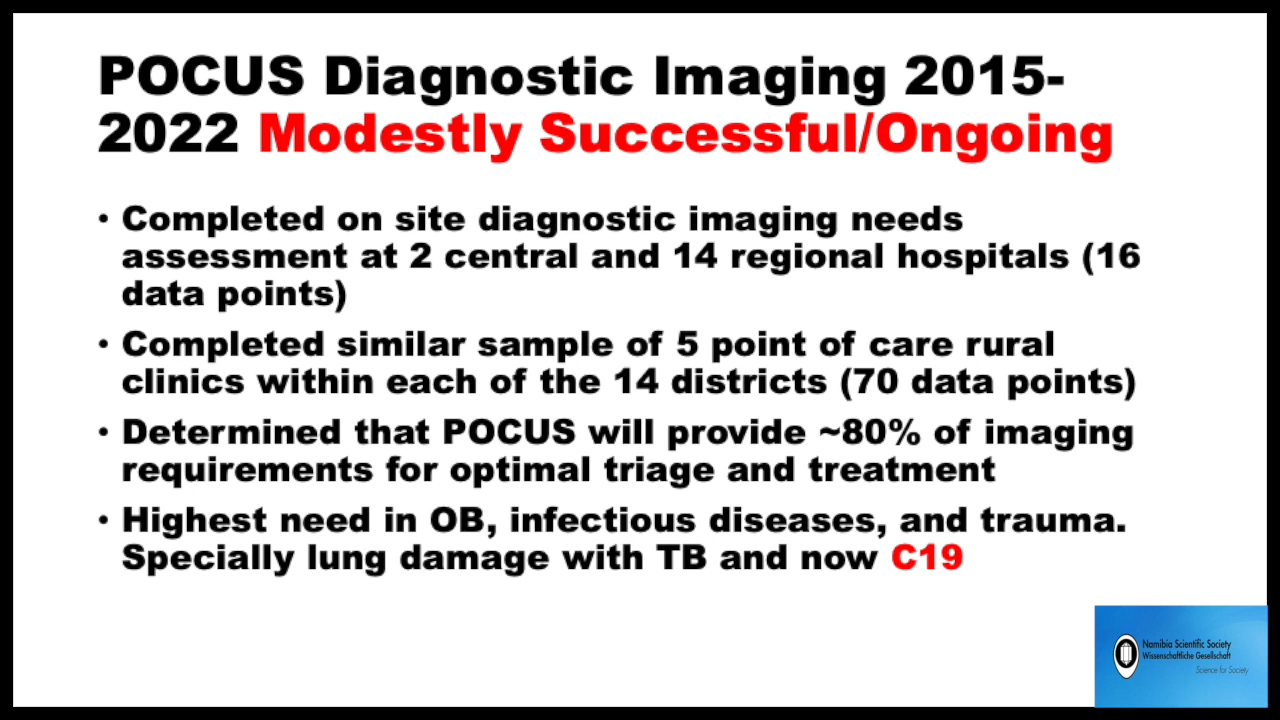 POCUS Diagnostic Imaging 2015-
2022 Modestly Successful/Ongoing
• Completed on site diagnostic imaging needs
assessment at 2 central and 14 regional hospitals (16
data points)
• Completed similar sample of 5 point of care rural
clinics within each of the 14 districts (70 data points)
• Determined that POCUS will provide ~80% of imaging
requirements for optimal triage and treatment
• Highest need in OB, infectious diseases, and trauma.
Specially lung damage with TB and now C19
Namibia Scientific Society
Wissenschaftliche Gesellschaft
Science for Society